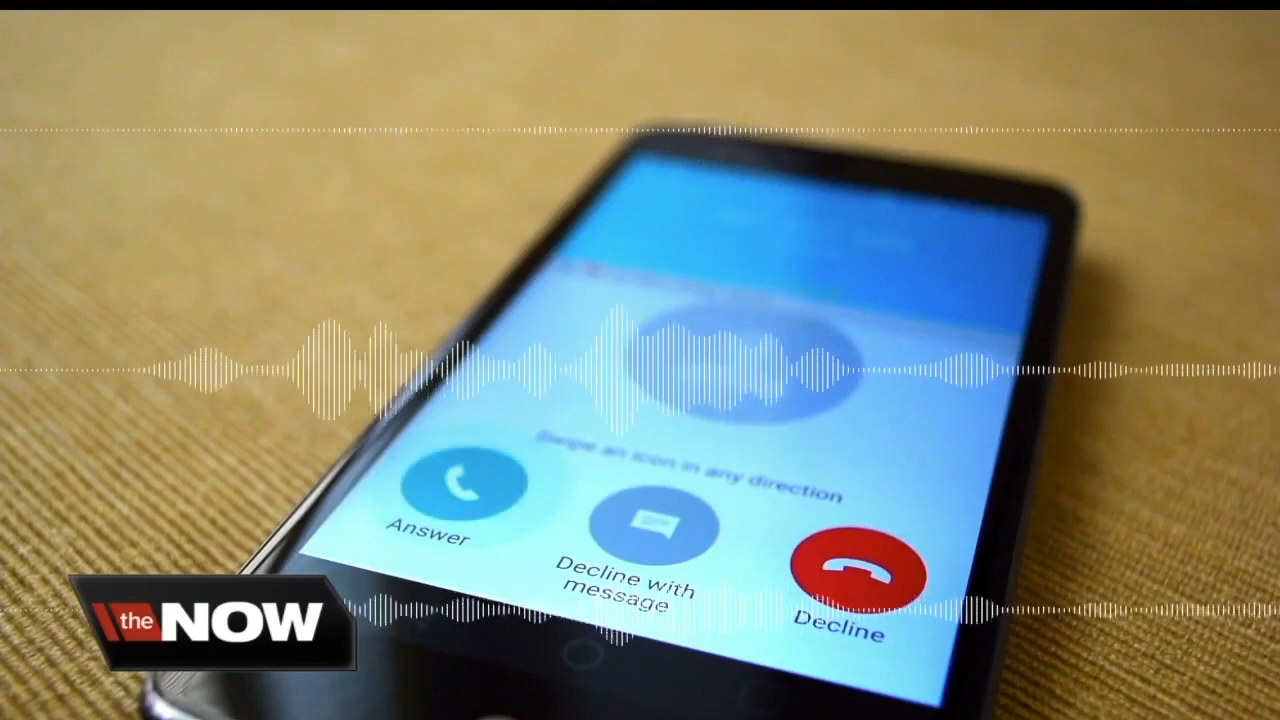 Swipe an icon in any direction
Answer
Decline with
message
Decline
the NOW